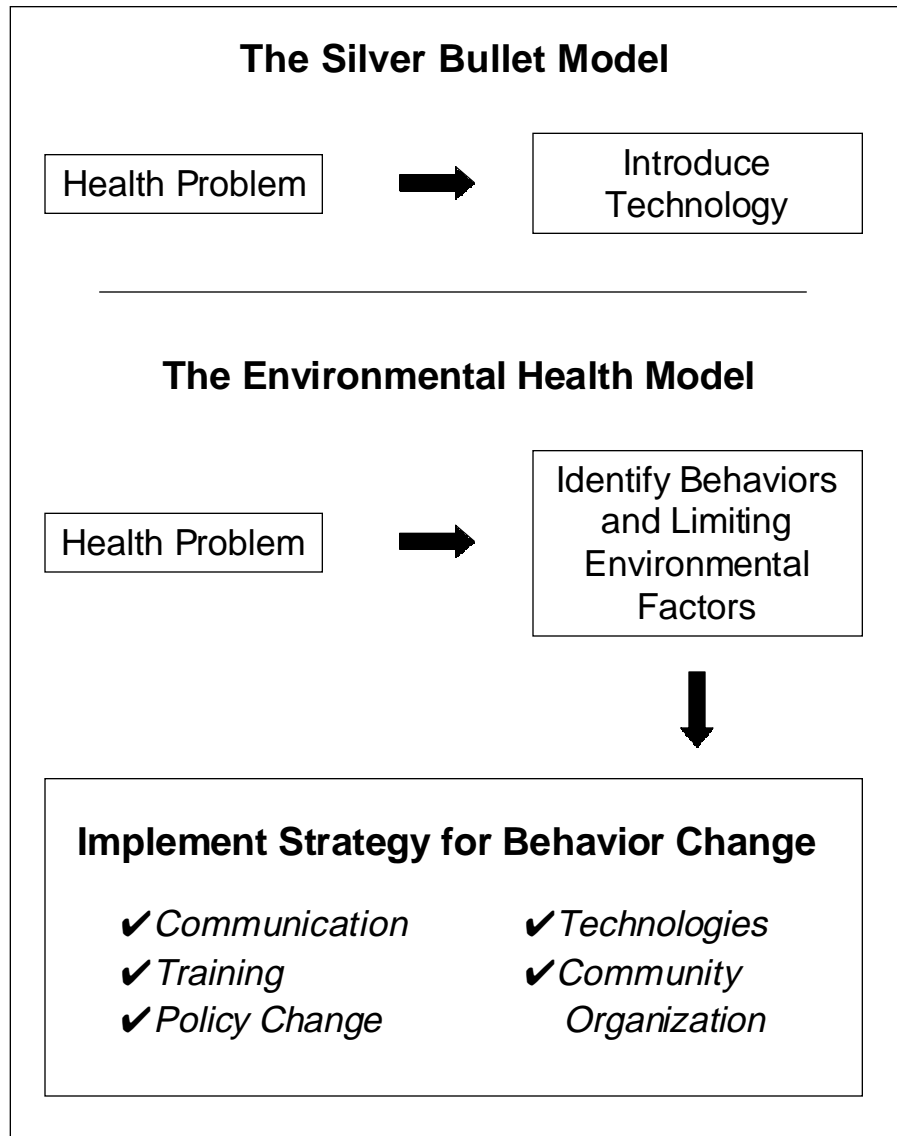 The Silver Bullet Model
Health Problem
Introduce
Technology
The Environmental Health Model
Health Problem
Identify Behaviors
and Limiting
Environmental
Factors
Implement Strategy for Behavior Change
✔Communication
✔Training
✔Policy Change
✔Technologies
✔Community
Organization